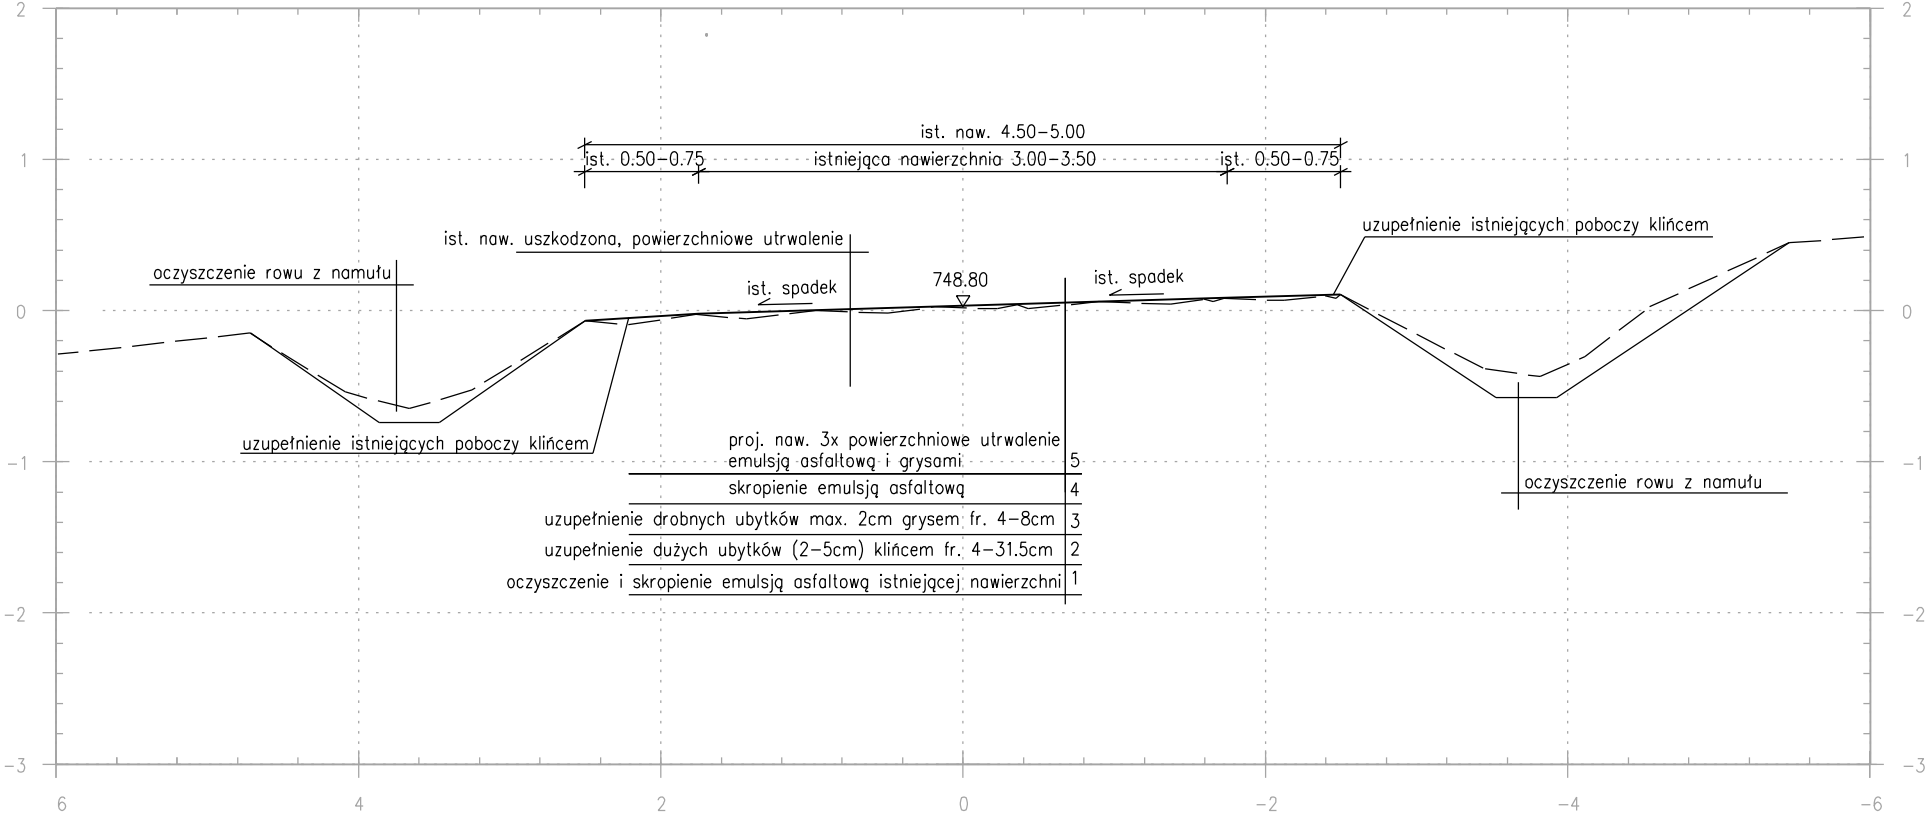 2 2
ist. naw. 4.50-5.00
1 ist. 0.50-0.75 istniejąca nawierzchnia 3.00-3.50 ist. 0.50-0.75 1
uzupełnienie istniejących poboczy klińcem
ist. naw. uszkodzona, powierzchniowe utrwalenie
oczyszczenie rowu z namułu
ist. spadek 748.80 ist. spadek
0 0
uzupełnienie istniejących poboczy klińcem
proj. naw. 3x powierzchniowe utrwalenie
-1 emulsją asfaltową i grysami 5 -1
oczyszczenie rowu z namułu
skropienie emulsją asfaltową 4
uzupełnienie drobnych ubytków max. 2cm grysem fr. 4-8cm 3
uzupełnienie dużych ubytków (2-5cm) klińcem fr. 4-31.5cm 2
oczyszczenie i skropienie emulsją asfaltową istniejącej nawierzchni 1
-2 -2
-3 -3
6 4 2 0 -2 -4 -6